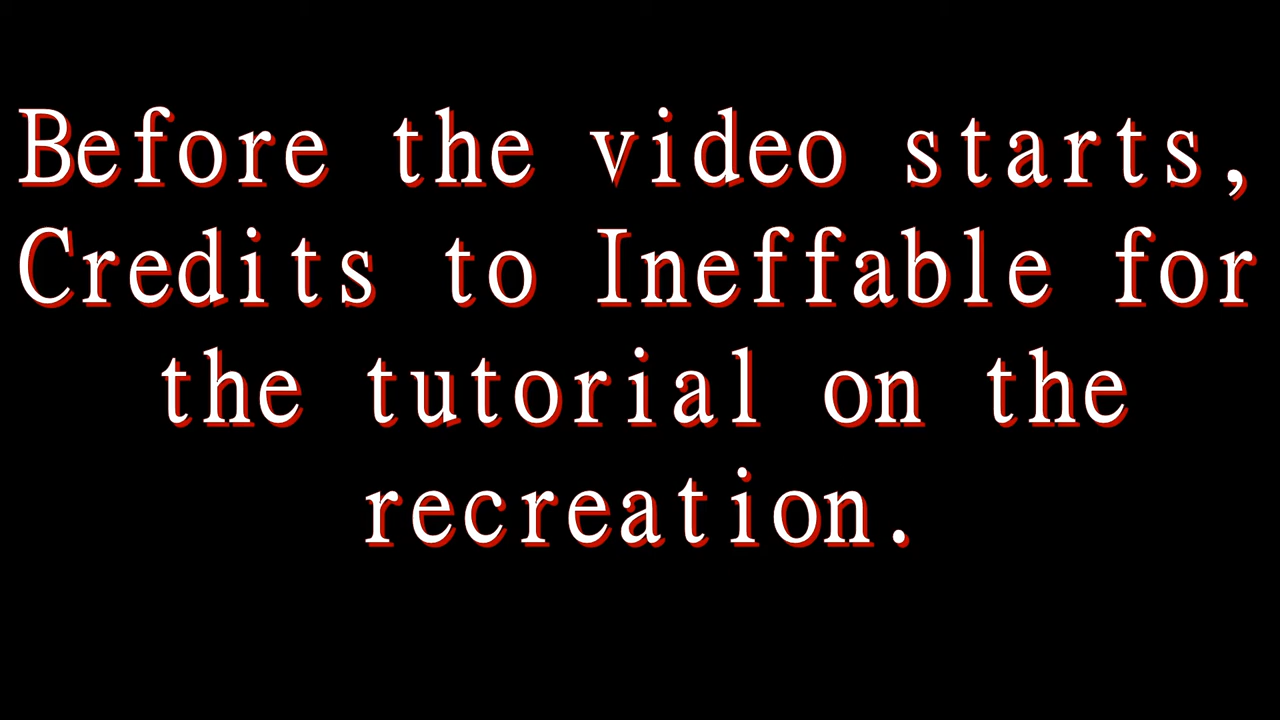 Before the video starts,
Credits to Ineffable for
the tutorial on the
recreation.